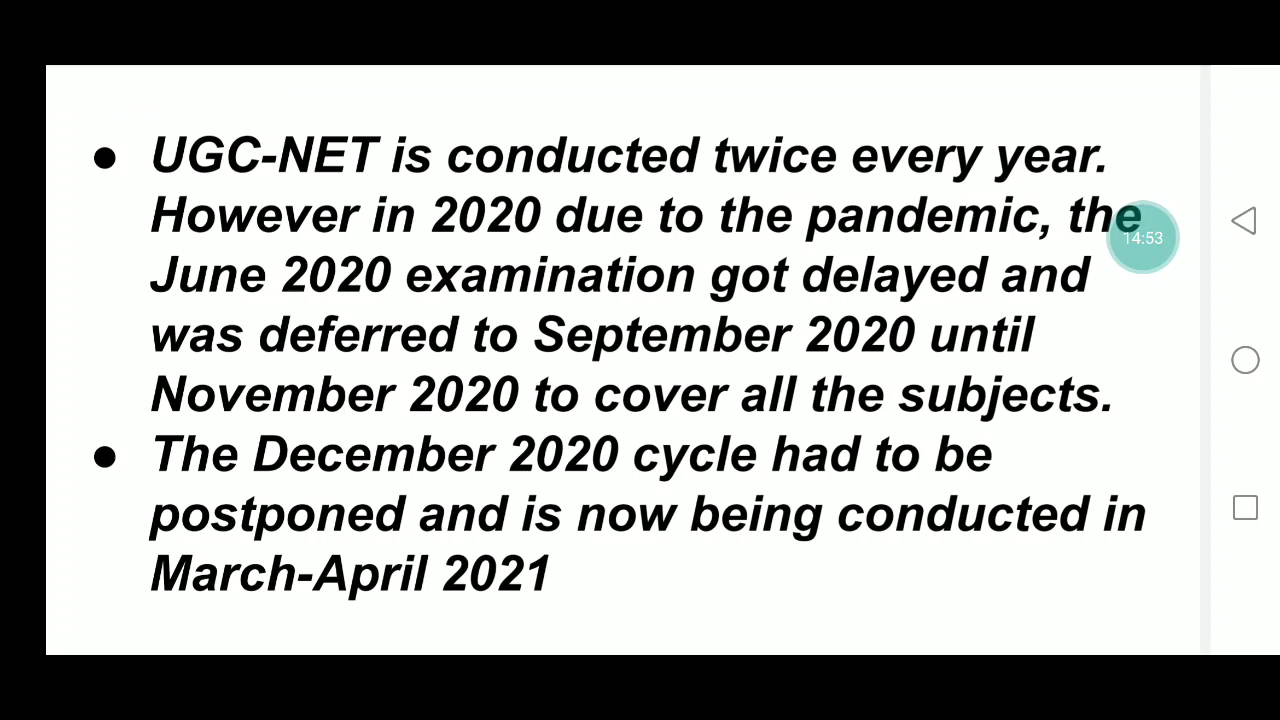 ● UGC-NET is conducted twice every year.
However in 2020 due to the pandemic, the
14:53
June 2020 examination got delayed and
was deferred to September 2020 until
November 2020 to cover all the subjects.
● The December 2020 cycle had to be
postponed and is now being conducted in
March-April 2021